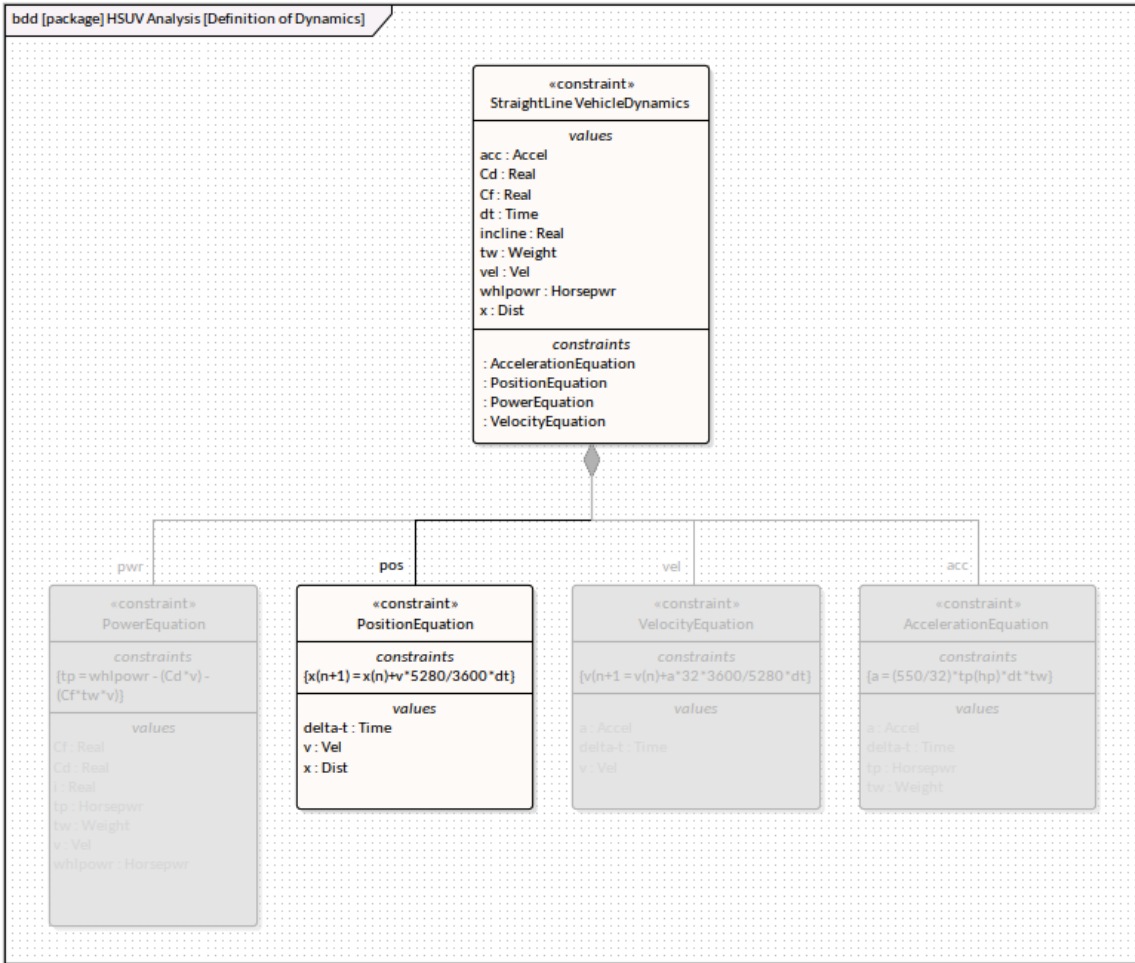 bdd [package] HSUV Analysis [Definition of Dynamics]
«constraint»
StraightLineVehicleDynamics
values
acc : Accel
Cd : Real
Cf : Real
dt : Time
incline : Real
tw : Weight
vel : Vel
whlpowr : Horsepwr
x : Dist
constraints
: AccelerationEquation
: PositionEquation
: PowerEquation
: VelocityEquation
pwr
pos
vel
acc
«constraint»
PowerEquation
constraints
{tp = whlpowr - (Cd*v) -
(Cf*tw*v)}
values
Cf : Real
Cd : Real
i : Real
tp : Horsepwr
tw : Weight
v : Vel
whlpowr : Horsepwr
«constraint»
PositionEquation
constraints
{x(n+1) = x(n)+v*5280/3600*dt}
values
delta-t : Time
v : Vel
x : Dist
«constraint»
VelocityEquation
constraints
{v(n+1 = v(n)+a*32*3600/5280*dt}
values
a : Accel
delta-t : Time
v : Vel
«constraint»
AccelerationEquation
constraints
{a = (550/32)*tp(hp)*dt*tw}
values
a : Accel
delta-t : Time
tp : Horsepwr
tw : Weight